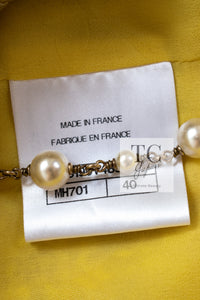 MADE IN FRANCE
FABRIQUE EN FRANCE
TC
MH701
40